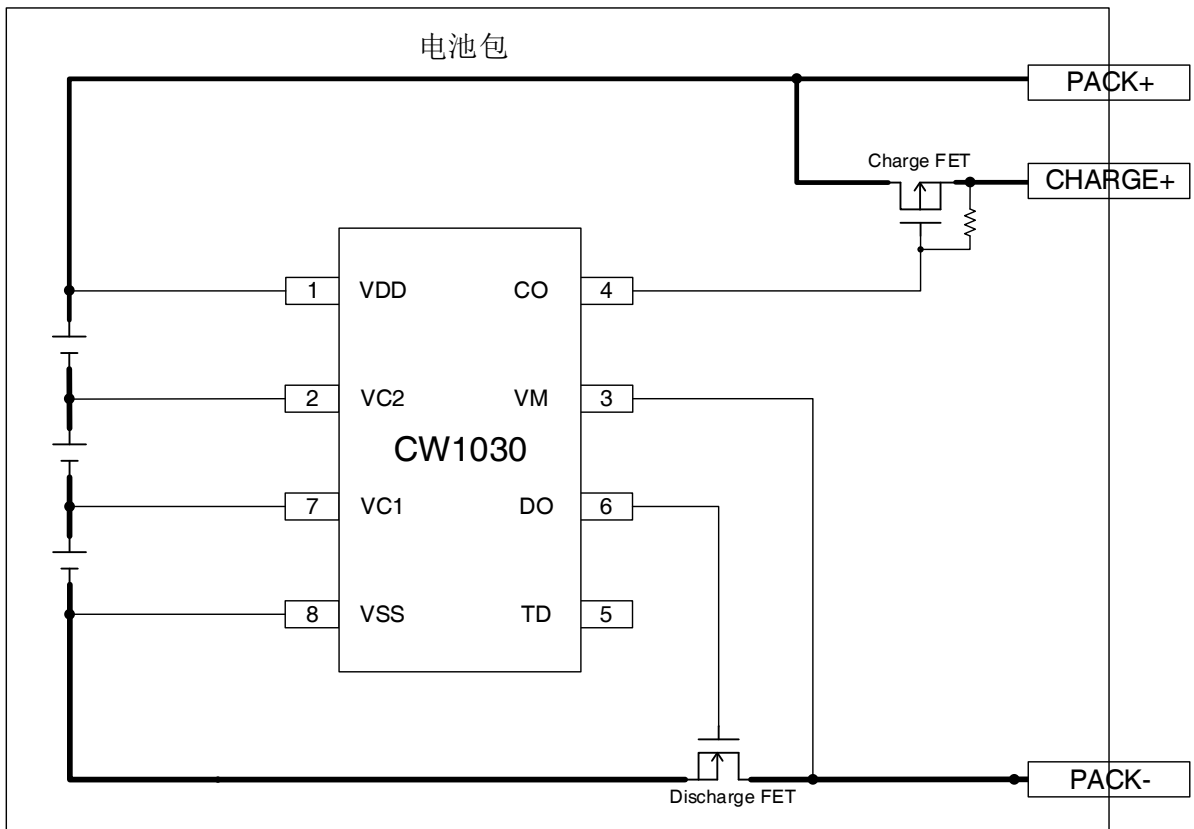 电池包
PACK+
Charge FET
CHARGE+
1 VDD CO 4
2 VC2 VM 3
CW1030
7 VC1 DO 6
8 VSS TD 5
Discharge FET
PACK-